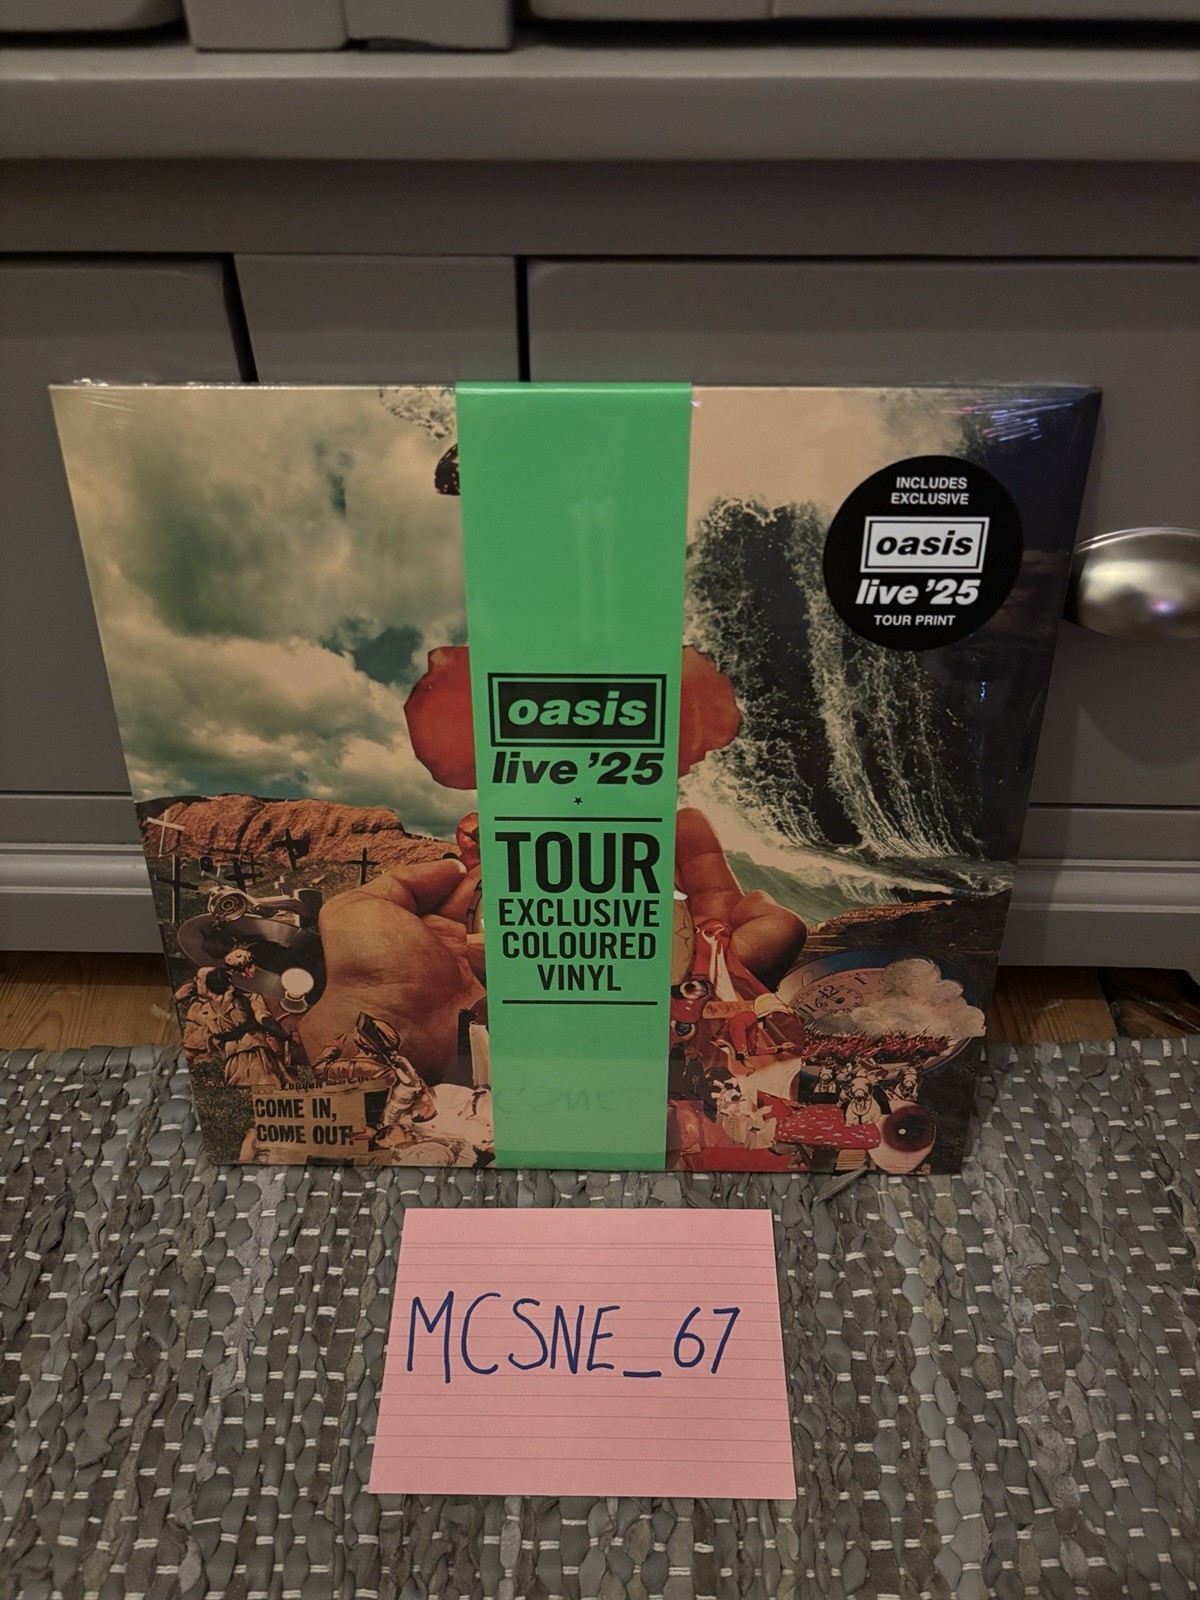 INCLUDES
EXCLUSIVE
oasis
live '25
TOUR PRINT
oasis
live '25
TOUR
EXCLUSIVE
COLOURED
VINYL
COME IN,
COME OUT
MCSNE_67